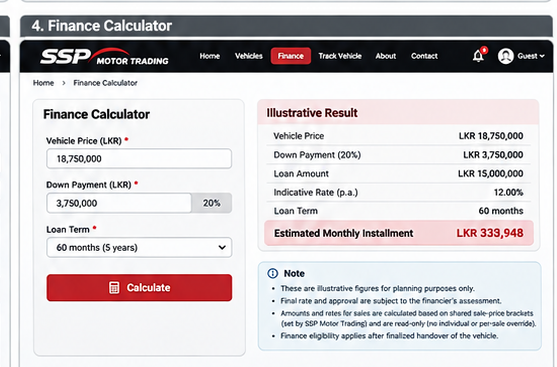 4. Finance Calculator
SSP MOTOR TRADING
Home Vehicles Finance Track Vehicle About Contact
Guest
Home > Finance Calculator
Finance Calculator
Vehicle Price (LKR) *
18,750,000
Down Payment (LKR) *
3,750,000 20%
Loan Term *
60 months (5 years)
Calculate
Illustrative Result
Vehicle Price LKR 18,750,000
Down Payment (20%) LKR 3,750,000
Loan Amount LKR 15,000,000
Indicative Rate (p.a.) 12.00%
Loan Term 60 months
Estimated Monthly Installment LKR 333,948
Note
• These are illustrative figures for planning purposes only.
• Final rate and approval are subject to the financier's assessment.
• Amounts and rates for sales are calculated based on shared sale-price brackets
(set by SSP Motor Trading) and are read-only (no individual or per-sale override).
• Finance eligibility applies after finalized handover of the vehicle.